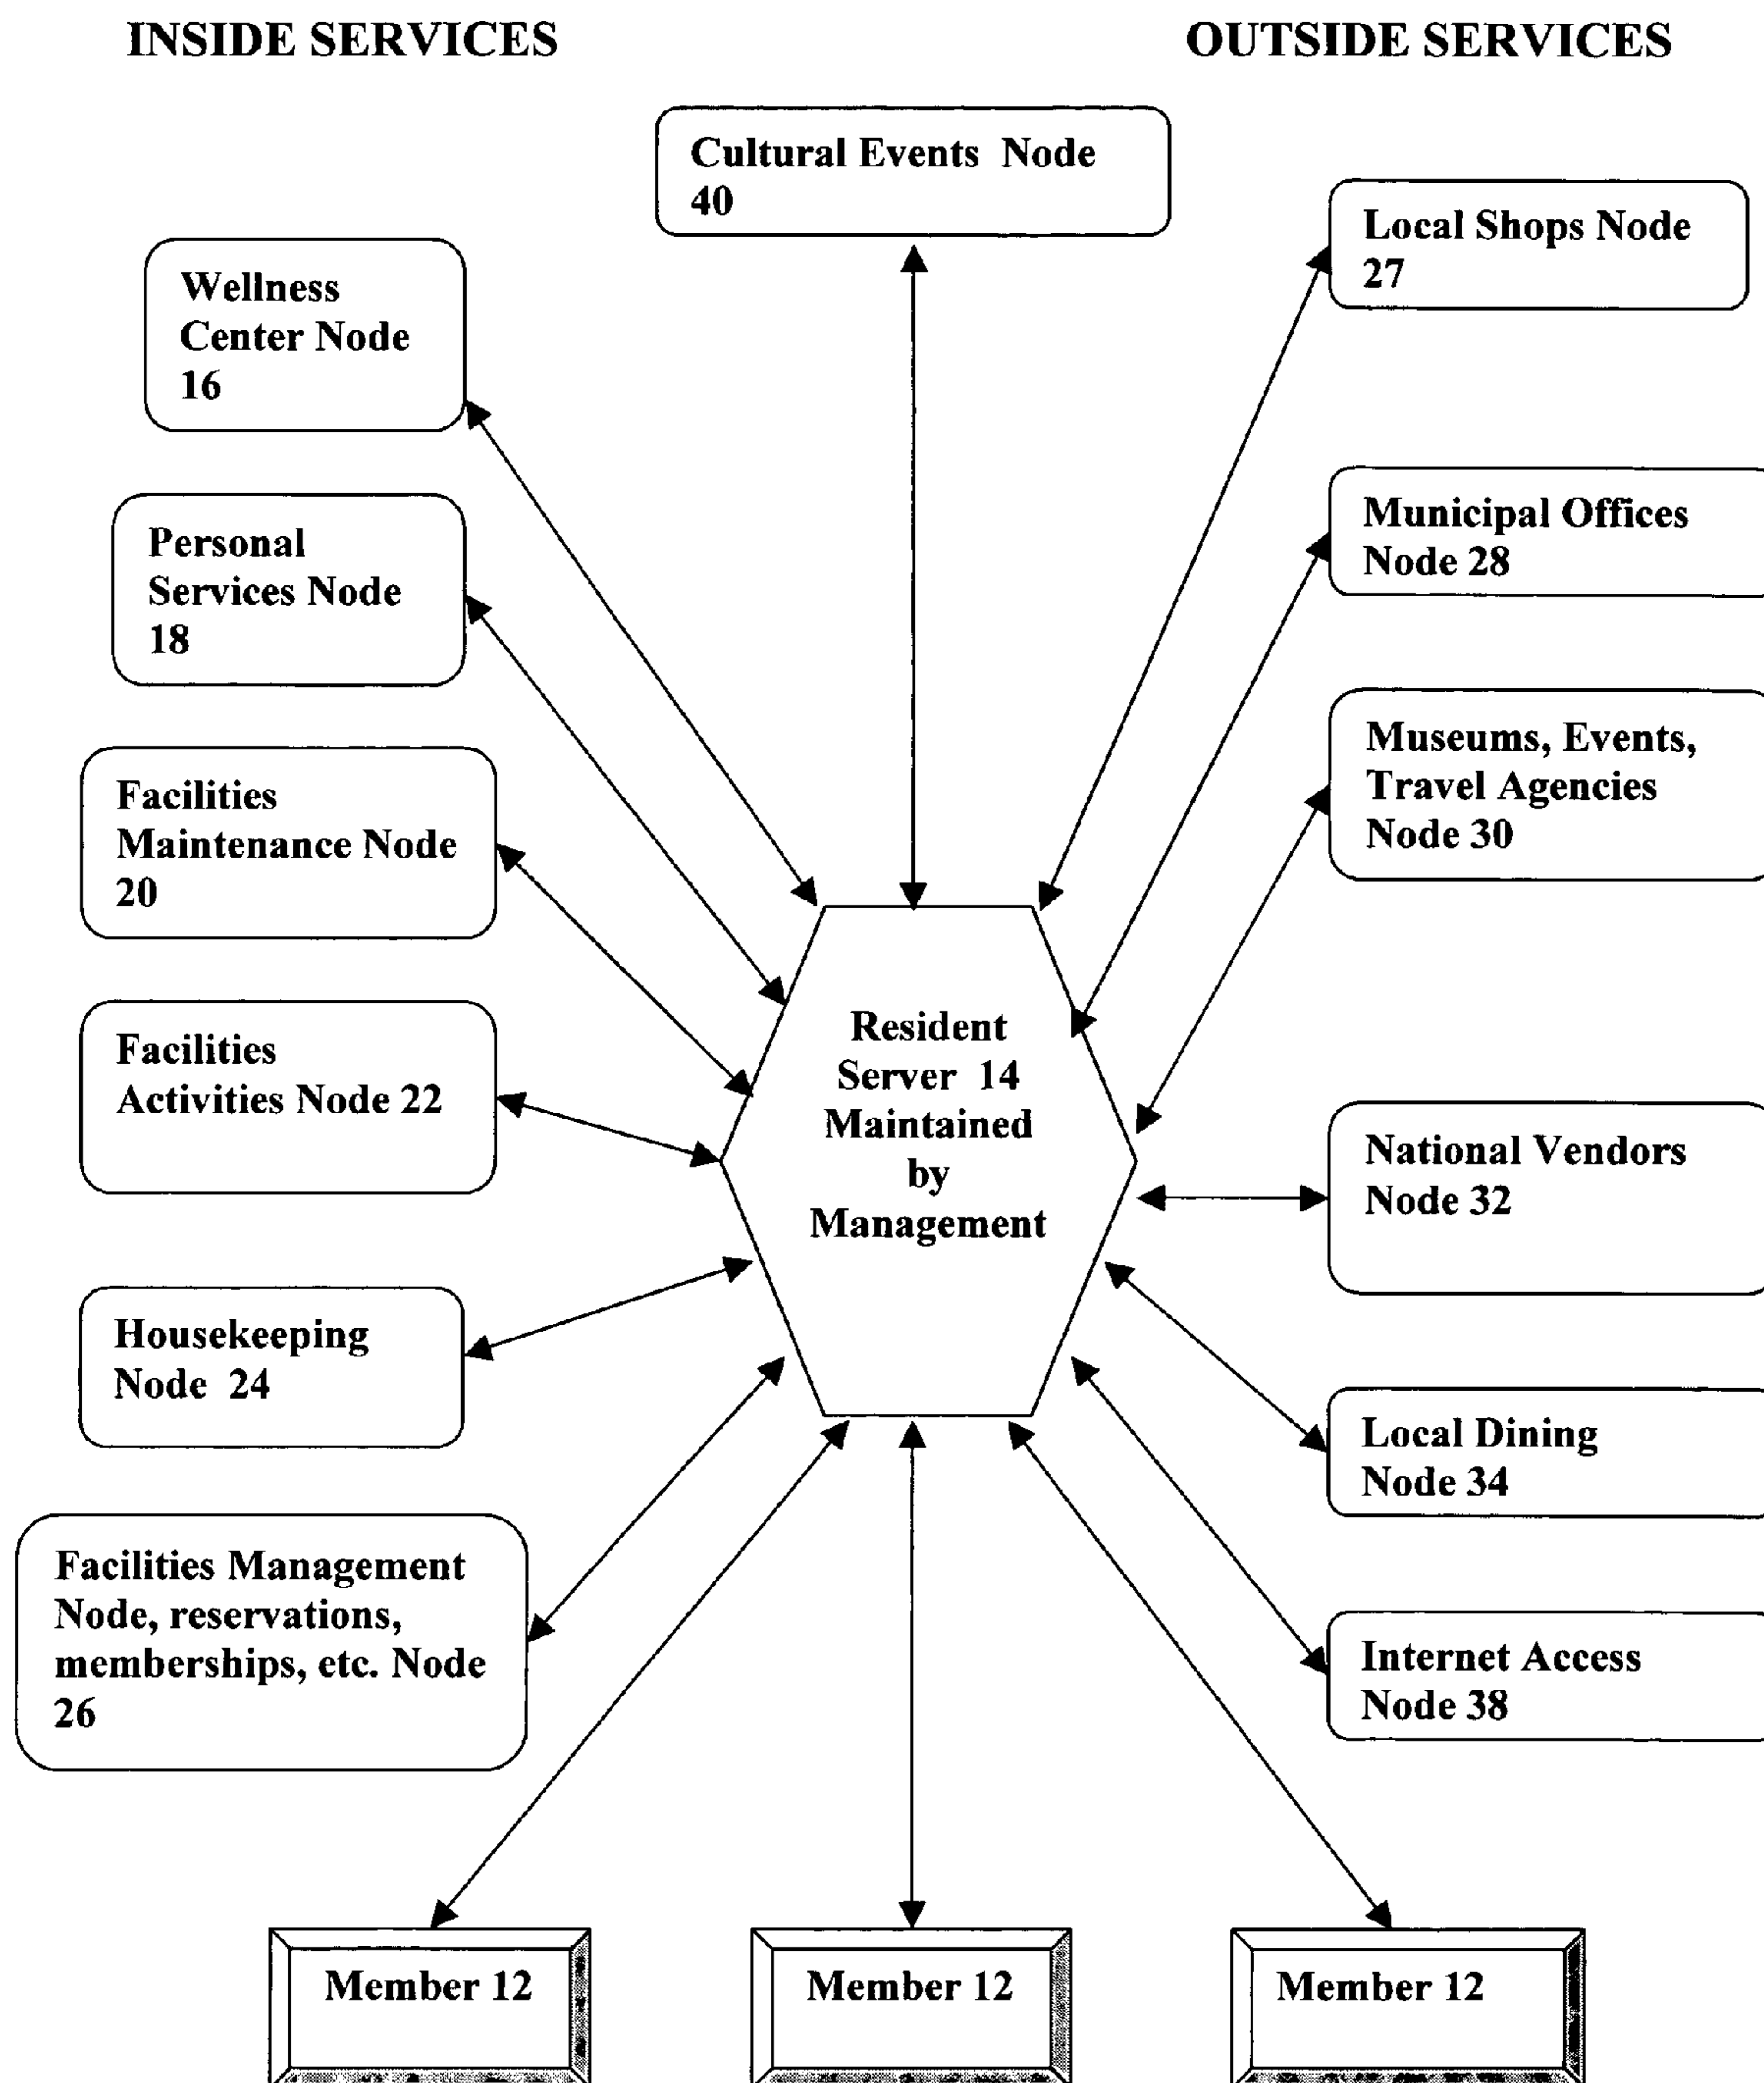 INSIDE SERVICES
OUTSIDE SERVICES
Cultural Events Node
40
Local Shops Node
27
Wellness
Center Node
16
Municipal Offices
Node 28
Personal
Services Node
18
Museums, Events,
Travel Agencies
Node 30
Facilities
Maintenance Node
20
Facilities
Activities Node 22
Resident
Server 14
Maintained
by
Management
National Vendors
Node 32
Housekeeping
Node 24
Local Dining
Node 34
Facilities Management
Node, reservations,
memberships, etc. Node
26
Internet Access
Node 38
Member 12
Member 12
Member 12